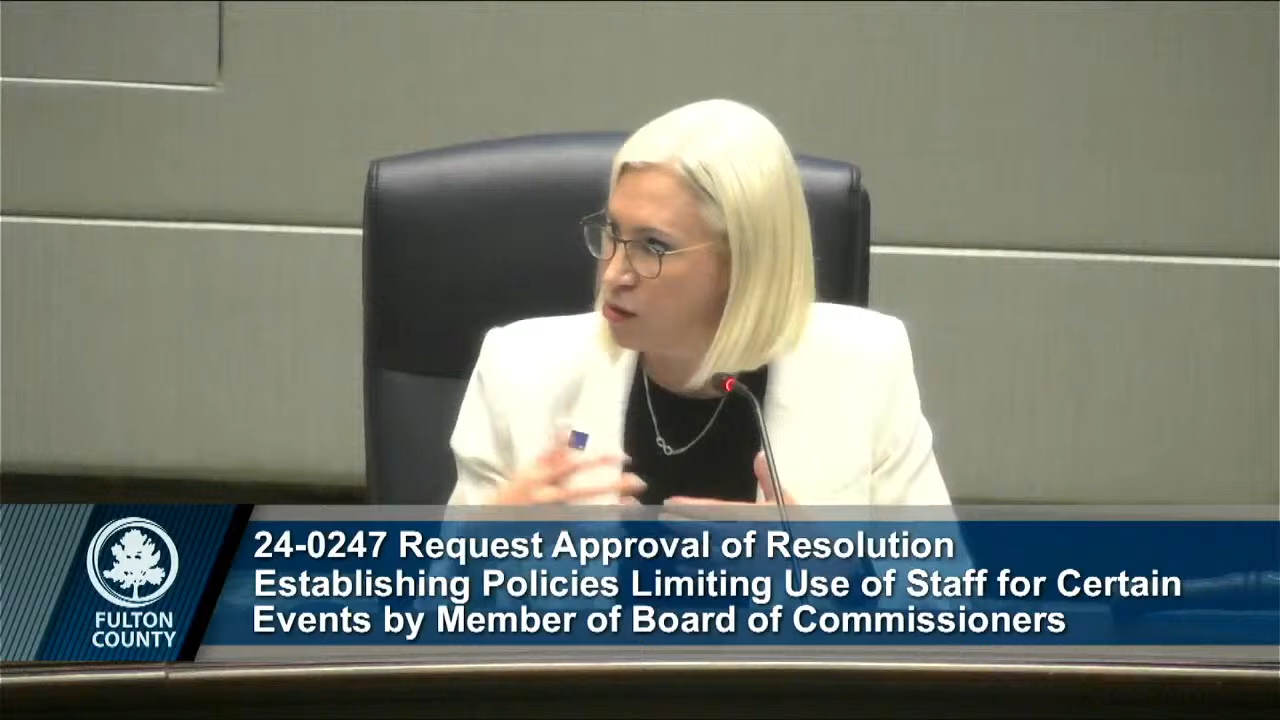 24-0247 Request Approval of Resolution
Establishing Policies Limiting Use of Staff for Certain
Events by Member of Board of Commissioners
FULTON
COUNTY